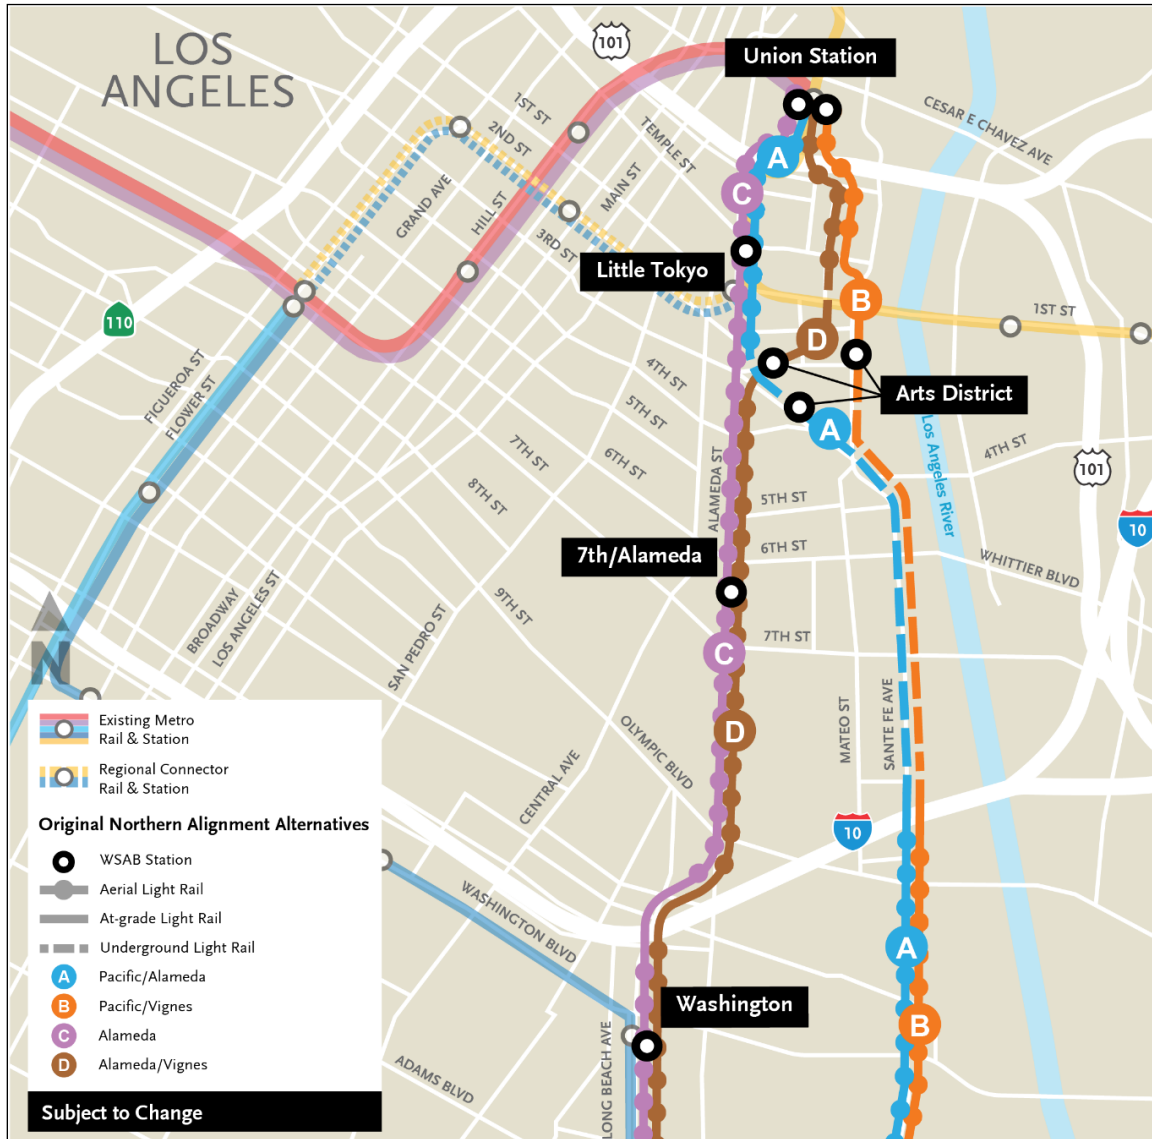 LOS
ANGELES
101
Union Station
CESAR E CHAVEZ AVE
1ST ST
2ND ST
TEMPLE ST
MAIN ST
GRAND AVE
HILL ST
3RD ST
A
C
Little Tokyo
110
B
1ST ST
D
FIGUEROA ST
FLOWER ST
4TH ST
Arts District
5TH ST
A
7TH ST
6TH ST
4TH ST
Los Angeles River
101
8TH ST
ALAMEDA ST
5TH ST
10
7th/Alameda
6TH ST
WHITTIER BLVD
9TH ST
BROADWAY
LOS ANGELES ST
SAN PEDRO ST
7TH ST
C
N
MATEO ST
SANTE FE AVE
OLYMPIC BLVD
D
CENTRAL AVE
10
WASHINGTON BLVD
A
Washington
B
LONG BEACH AVE
ADAMS BLVD
Existing Metro
Rail & Station
Regional Connector
Rail & Station
Original Northern Alignment Alternatives
WSAB Station
Aerial Light Rail
At-grade Light Rail
Underground Light Rail
A Pacific/Alameda
B Pacific/Vignes
C Alameda
D Alameda/Vignes
Subject to Change